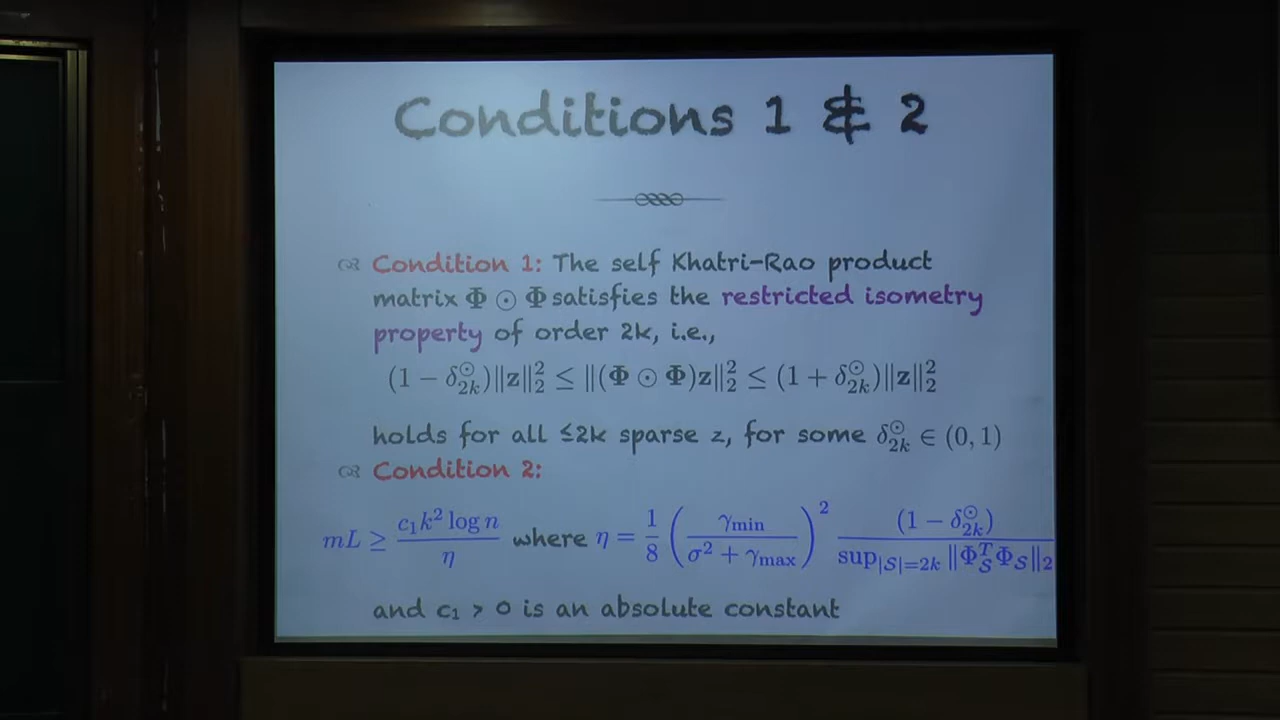 Conditions 1 & 2
Condition 1: The self Khatri-Rao product
matrix Φ ⊙ Φ satisfies the restricted isometry
property of order 2k, i.e.,
(1 − δ⊙2k)‖z‖²₂ ≤ ‖(Φ ⊙ Φ)z‖²₂ ≤ (1 + δ⊙2k)‖z‖²₂
holds for all ≤2k sparse z, for some δ⊙2k ∈ (0, 1)
Condition 2:
mL ≥ c₁k² log n / η where η = 1/8 (γmin / (σ² + γmax))² (1 − δ⊙2k) / sup|S|=2k ‖ΦᵀS ΦS‖₂
and c₁ > 0 is an absolute constant